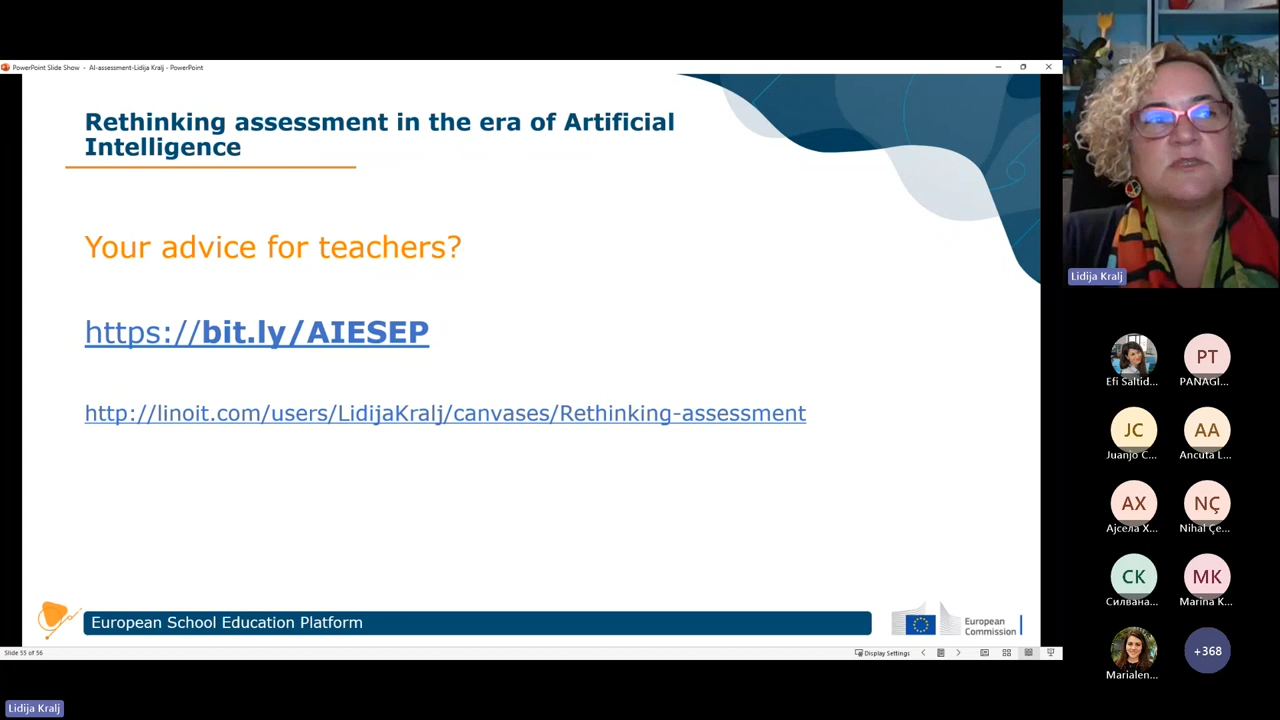 PowerPoint Slide Show - AI-assessment-Lidija Kralj - PowerPoint
Rethinking assessment in the era of Artificial
Intelligence
Your advice for teachers?
https://bit.ly/AIESEP
http://linoit.com/users/LidijaKralj/canvases/Rethinking-assessment
European School Education Platform
European
Commission
Slide 55 of 56
Display Settings
Lidija Kralj
Efi Saltid...
PT
PANAGI...
JC
Juanjo C...
AA
Ancuta L...
АХ
Ајсела Х...
NÇ
Nihal Çe...
СК
Силвана...
MK
Marina K...
Marialen...
+368
Lidija Kralj